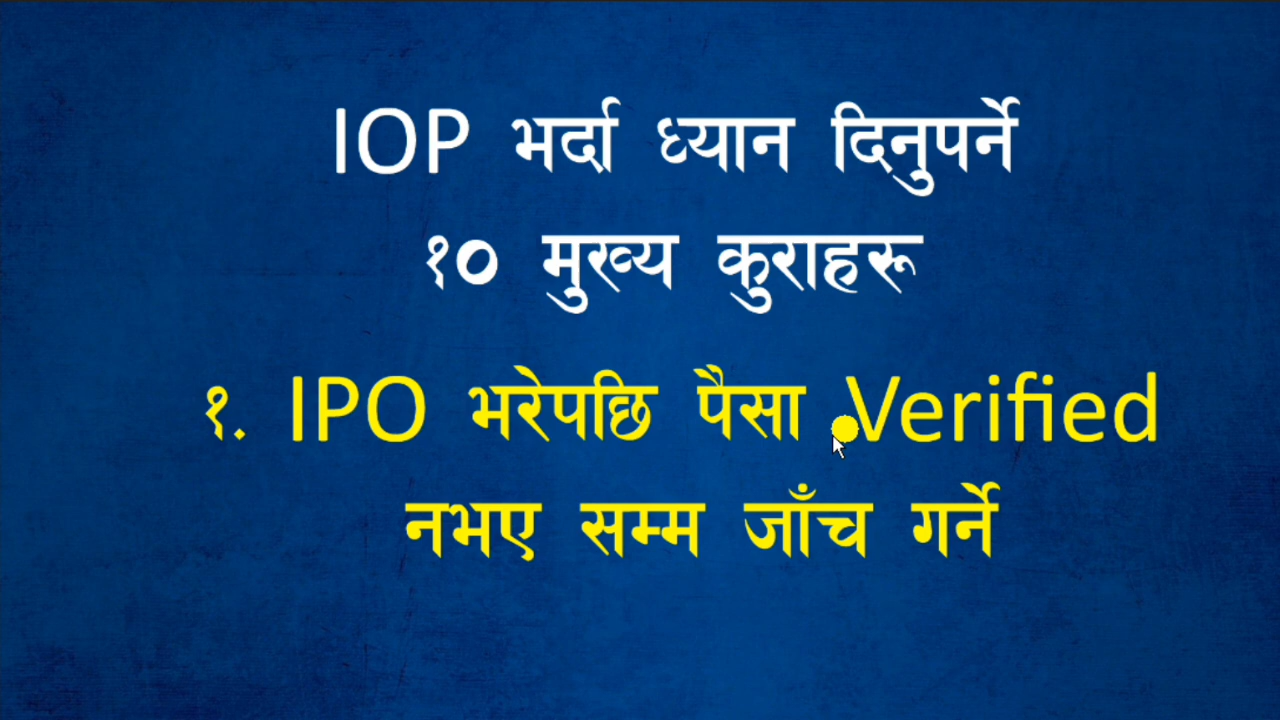 IOP भर्दा ध्यान दिनुपर्ने
१० मुख्य कुराहरू
१. IPO भरेपछि पैसा Verified
नभए सम्म जाँच गर्ने